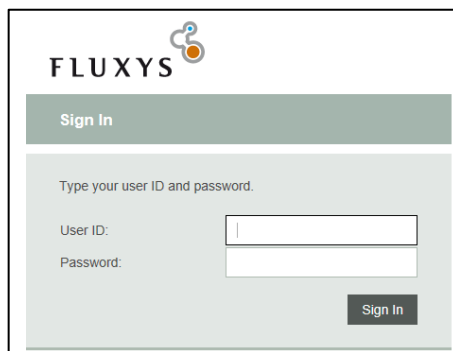 FLUXYS
Sign In
Type your user ID and password.
User ID:
Password:
Sign In